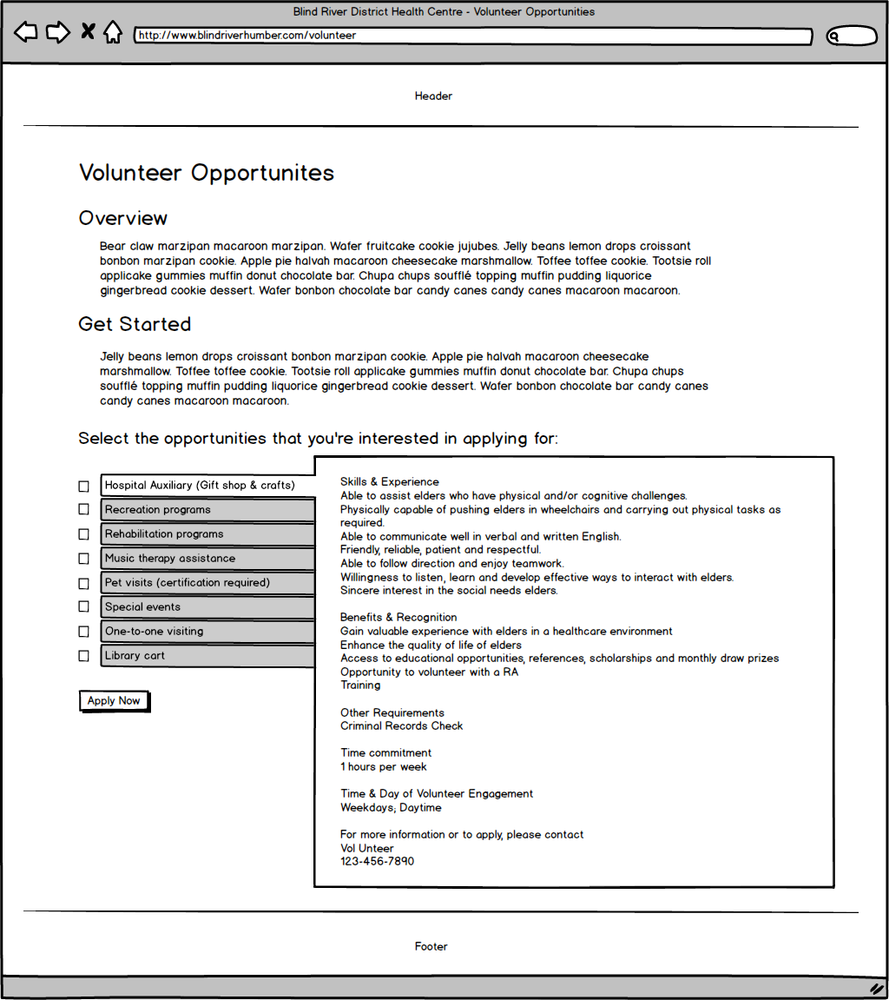 Blind River District Health Centre - Volunteer Opportunities
http://www.blindriverhumber.com/volunteer
Header
Volunteer Opportunites
Overview
Bear claw marzipan macaroon marzipan. Wafer fruitcake cookie jujubes. Jelly beans lemon drops croissant
bonbon marzipan cookie. Apple pie halvah macaroon cheesecake marshmallow. Toffee toffee cookie. Tootsie roll
applicake gummies muffin donut chocolate bar. Chupa chups soufflé topping muffin pudding liquorice
gingerbread cookie dessert. Wafer bonbon chocolate bar candy canes candy canes macaroon macaroon.
Get Started
Jelly beans lemon drops croissant bonbon marzipan cookie. Apple pie halvah macaroon cheesecake
marshmallow. Toffee toffee cookie. Tootsie roll applicake gummies muffin donut chocolate bar. Chupa chups
soufflé topping muffin pudding liquorice gingerbread cookie dessert. Wafer bonbon chocolate bar candy canes
candy canes macaroon macaroon.
Select the opportunities that you're interested in applying for:
Hospital Auxiliary (Gift shop & crafts)
Recreation programs
Rehabilitation programs
Music therapy assistance
Pet visits (certification required)
Special events
One-to-one visiting
Library cart
Apply Now
Skills & Experience
Able to assist elders who have physical and/or cognitive challenges.
Physically capable of pushing elders in wheelchairs and carrying out physical tasks as
required.
Able to communicate well in verbal and written English.
Friendly, reliable, patient and respectful.
Able to follow direction and enjoy teamwork.
Willingness to listen, learn and develop effective ways to interact with elders.
Sincere interest in the social needs elders.
Benefits & Recognition
Gain valuable experience with elders in a healthcare environment
Enhance the quality of life of elders
Access to educational opportunities, references, scholarships and monthly draw prizes
Opportunity to volunteer with a RA
Training
Other Requirements
Criminal Records Check
Time commitment
1 hours per week
Time & Day of Volunteer Engagement
Weekdays; Daytime
For more information or to apply, please contact
Vol Unteer
123-456-7890
Footer